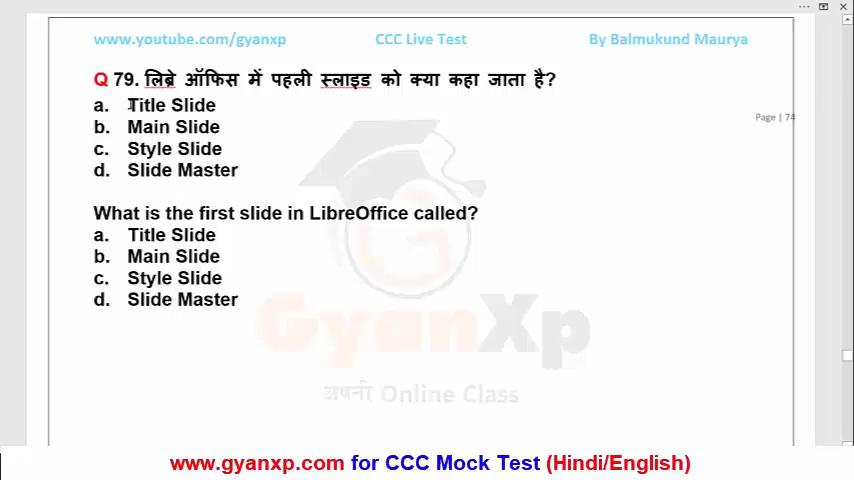 www.youtube.com/gyanxp CCC Live Test By Balmukund Maurya
Q 79. लिब्रे ऑफिस में पहली स्लाइड को क्या कहा जाता है?
a. Title Slide
b. Main Slide
c. Style Slide
d. Slide Master
Page | 74
What is the first slide in LibreOffice called?
a. Title Slide
b. Main Slide
c. Style Slide
d. Slide Master
GyanXp
अपनी Online Class
www.gyanxp.com for CCC Mock Test (Hindi/English)